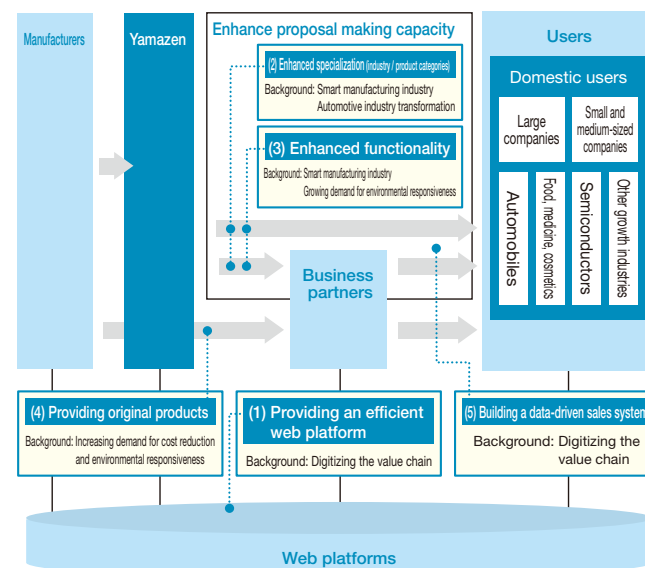 Manufacturers
Yamazen
Enhance proposal making capacity
(2) Enhanced specialization (industry / product categories)
Background: Smart manufacturing industry
Automotive industry transformation
(3) Enhanced functionality
Background: Smart manufacturing industry
Growing demand for environmental responsiveness
Business
partners
Users
Domestic users
Large
companies
Small and
medium-sized
companies
Automobiles
Food, medicine, cosmetics
Semiconductors
Other growth industries
(4) Providing original products
Background: Increasing demand for cost reduction
and environmental responsiveness
(1) Providing an efficient
web platform
Background: Digitizing the value chain
(5) Building a data-driven sales system
Background: Digitizing the
value chain
Web platforms